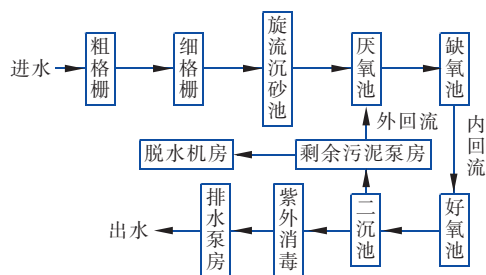 进水
粗格栅
细格栅
旋流沉砂池
厌氧池
缺氧池
外回流
内回流
脱水机房
剩余污泥泵房
出水
排水泵房
紫外消毒
二沉池
好氧池